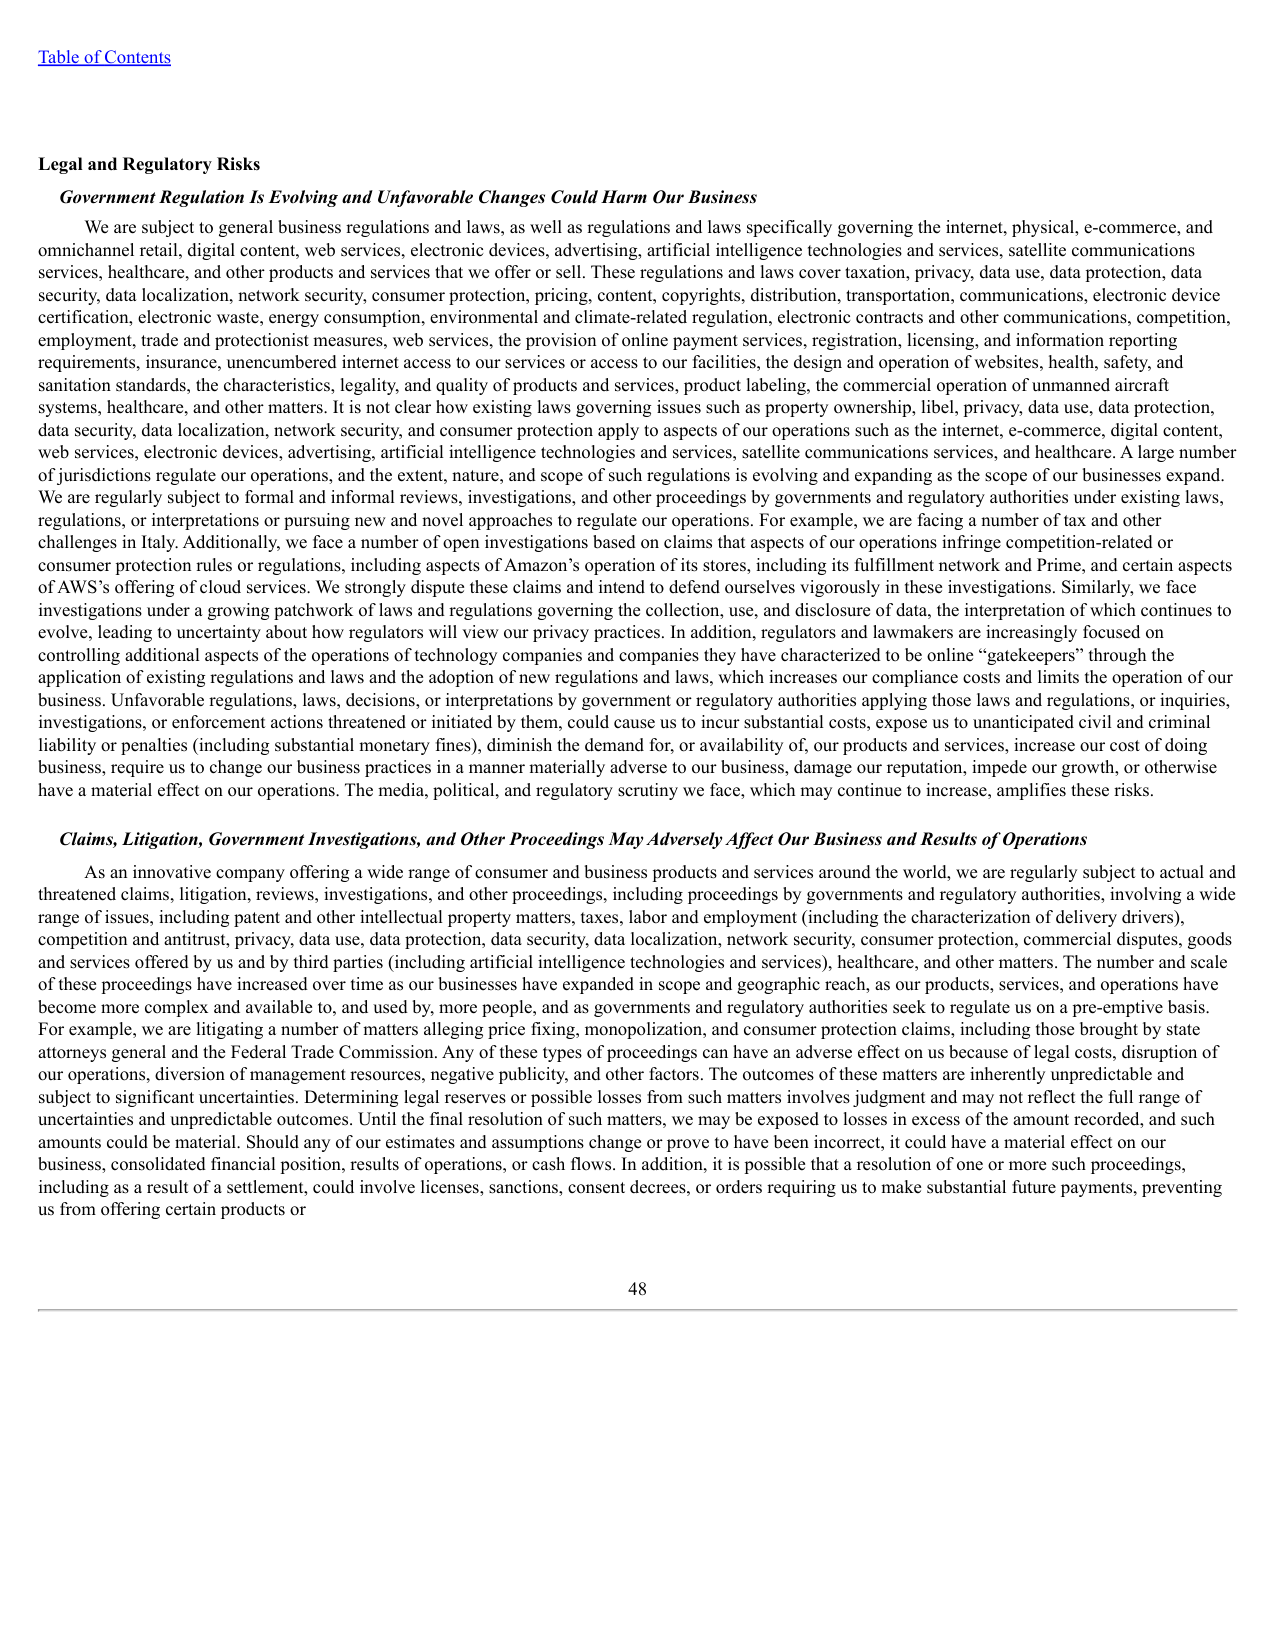 Table of Contents
Legal and Regulatory Risks
Government Regulation Is Evolving and Unfavorable Changes Could Harm Our Business
We are subject to general business regulations and laws, as well as regulations and laws specifically governing the internet, physical, e-commerce, and
omnichannel retail, digital content, web services, electronic devices, advertising, artificial intelligence technologies and services, satellite communications
services, healthcare, and other products and services that we offer or sell. These regulations and laws cover taxation, privacy, data use, data protection, data
security, data localization, network security, consumer protection, pricing, content, copyrights, distribution, transportation, communications, electronic device
certification, electronic waste, energy consumption, environmental and climate-related regulation, electronic contracts and other communications, competition,
employment, trade and protectionist measures, web services, the provision of online payment services, registration, licensing, and information reporting
requirements, insurance, unencumbered internet access to our services or access to our facilities, the design and operation of websites, health, safety, and
sanitation standards, the characteristics, legality, and quality of products and services, product labeling, the commercial operation of unmanned aircraft
systems, healthcare, and other matters. It is not clear how existing laws governing issues such as property ownership, libel, privacy, data use, data protection,
data security, data localization, network security, and consumer protection apply to aspects of our operations such as the internet, e-commerce, digital content,
web services, electronic devices, advertising, artificial intelligence technologies and services, satellite communications services, and healthcare. A large number
of jurisdictions regulate our operations, and the extent, nature, and scope of such regulations is evolving and expanding as the scope of our businesses expand.
We are regularly subject to formal and informal reviews, investigations, and other proceedings by governments and regulatory authorities under existing laws,
regulations, or interpretations or pursuing new and novel approaches to regulate our operations. For example, we are facing a number of tax and other
challenges in Italy. Additionally, we face a number of open investigations based on claims that aspects of our operations infringe competition-related or
consumer protection rules or regulations, including aspects of Amazon’s operation of its stores, including its fulfillment network and Prime, and certain aspects
of AWS’s offering of cloud services. We strongly dispute these claims and intend to defend ourselves vigorously in these investigations. Similarly, we face
investigations under a growing patchwork of laws and regulations governing the collection, use, and disclosure of data, the interpretation of which continues to
evolve, leading to uncertainty about how regulators will view our privacy practices. In addition, regulators and lawmakers are increasingly focused on
controlling additional aspects of the operations of technology companies and companies they have characterized to be online “gatekeepers” through the
application of existing regulations and laws and the adoption of new regulations and laws, which increases our compliance costs and limits the operation of our
business. Unfavorable regulations, laws, decisions, or interpretations by government or regulatory authorities applying those laws and regulations, or inquiries,
investigations, or enforcement actions threatened or initiated by them, could cause us to incur substantial costs, expose us to unanticipated civil and criminal
liability or penalties (including substantial monetary fines), diminish the demand for, or availability of, our products and services, increase our cost of doing
business, require us to change our business practices in a manner materially adverse to our business, damage our reputation, impede our growth, or otherwise
have a material effect on our operations. The media, political, and regulatory scrutiny we face, which may continue to increase, amplifies these risks.
Claims, Litigation, Government Investigations, and Other Proceedings May Adversely Affect Our Business and Results of Operations
As an innovative company offering a wide range of consumer and business products and services around the world, we are regularly subject to actual and
threatened claims, litigation, reviews, investigations, and other proceedings, including proceedings by governments and regulatory authorities, involving a wide
range of issues, including patent and other intellectual property matters, taxes, labor and employment (including the characterization of delivery drivers),
competition and antitrust, privacy, data use, data protection, data security, data localization, network security, consumer protection, commercial disputes, goods
and services offered by us and by third parties (including artificial intelligence technologies and services), healthcare, and other matters. The number and scale
of these proceedings have increased over time as our businesses have expanded in scope and geographic reach, as our products, services, and operations have
become more complex and available to, and used by, more people, and as governments and regulatory authorities seek to regulate us on a pre-emptive basis.
For example, we are litigating a number of matters alleging price fixing, monopolization, and consumer protection claims, including those brought by state
attorneys general and the Federal Trade Commission. Any of these types of proceedings can have an adverse effect on us because of legal costs, disruption of
our operations, diversion of management resources, negative publicity, and other factors. The outcomes of these matters are inherently unpredictable and
subject to significant uncertainties. Determining legal reserves or possible losses from such matters involves judgment and may not reflect the full range of
uncertainties and unpredictable outcomes. Until the final resolution of such matters, we may be exposed to losses in excess of the amount recorded, and such
amounts could be material. Should any of our estimates and assumptions change or prove to have been incorrect, it could have a material effect on our
business, consolidated financial position, results of operations, or cash flows. In addition, it is possible that a resolution of one or more such proceedings,
including as a result of a settlement, could involve licenses, sanctions, consent decrees, or orders requiring us to make substantial future payments, preventing
us from offering certain products or
48